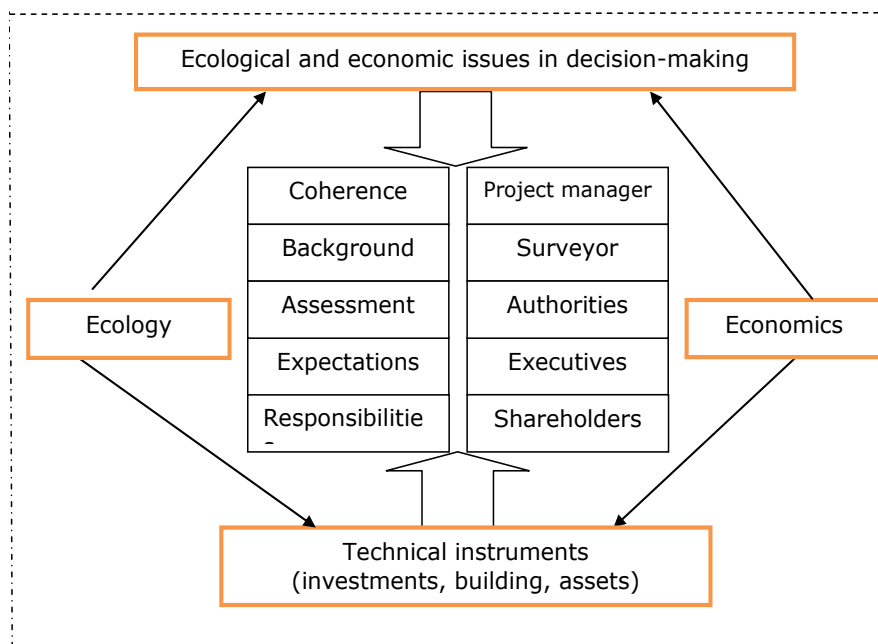 Ecological and economic issues in decision-making
Coherence
Project manager
Background
Surveyor
Assessment
Authorities
Ecology
Economics
Expectations
Executives
Responsibilitie
Shareholders
Technical instruments
(investments, building, assets)